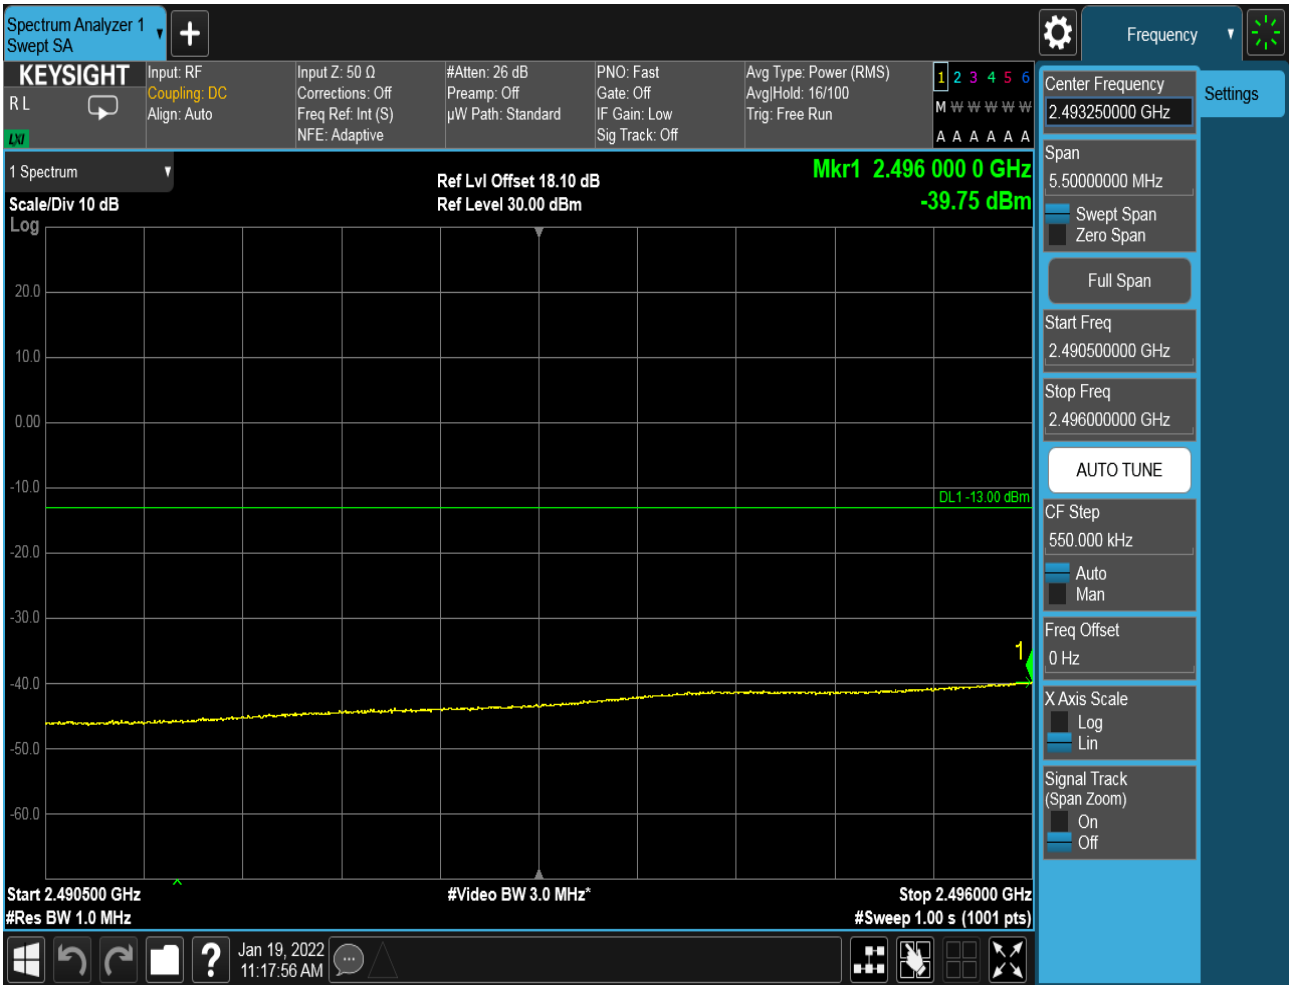 Spectrum Analyzer 1
Swept SA
Frequency
KEYSIGHT
R L
LXI
Input: RF
Coupling: DC
Align: Auto
Input Z: 50 Ω
Corrections: Off
Freq Ref: Int (S)
NFE: Adaptive
#Atten: 26 dB
Preamp: Off
µW Path: Standard
PNO: Fast
Gate: Off
IF Gain: Low
Sig Track: Off
Avg Type: Power (RMS)
Avg|Hold: 16/100
Trig: Free Run
1 2 3 4 5 6
M W W W W W
A A A A A A
Center Frequency
2.493250000 GHz
Settings
Span
5.50000000 MHz
Swept Span
Zero Span
Full Span
Start Freq
2.490500000 GHz
Stop Freq
2.496000000 GHz
AUTO TUNE
CF Step
550.000 kHz
Auto
Man
Freq Offset
0 Hz
X Axis Scale
Log
Lin
Signal Track
(Span Zoom)
On
Off
1 Spectrum
Scale/Div 10 dB
Log
Ref Lvl Offset 18.10 dB
Ref Level 30.00 dBm
Mkr1 2.496 000 0 GHz
-39.75 dBm
20.0
10.0
0.00
-10.0
DL1 -13.00 dBm
-20.0
-30.0
1
-40.0
-50.0
-60.0
Start 2.490500 GHz
#Video BW 3.0 MHz*
Stop 2.496000 GHz
#Res BW 1.0 MHz
#Sweep 1.00 s (1001 pts)
Jan 19, 2022
11:17:56 AM